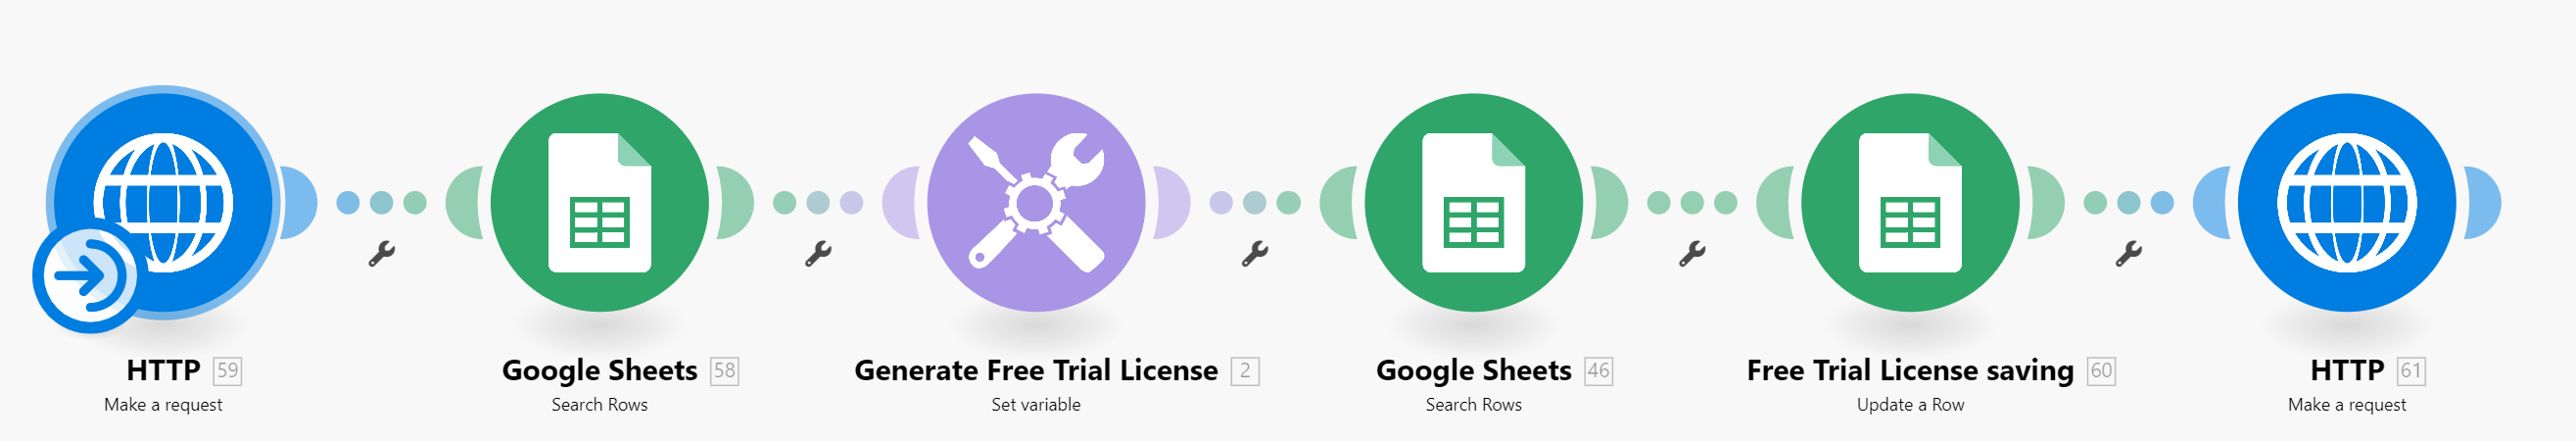 HTTP 59
Make a request
Google Sheets 58
Search Rows
Generate Free Trial License 2
Set variable
Google Sheets 46
Search Rows
Free Trial License saving 60
Update a Row
HTTP 61
Make a request